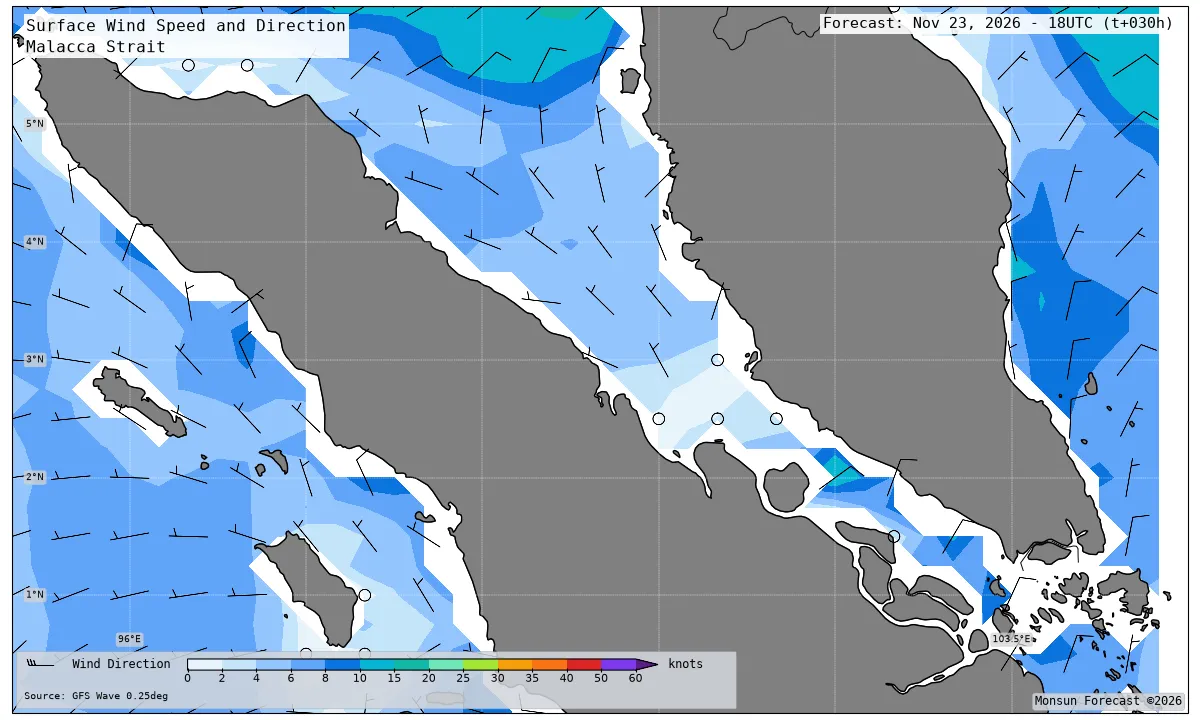 Surface Wind Speed and Direction
Malacca Strait
Forecast: Nov 23, 2026 - 18UTC (t+030h)
5°N
4°N
3°N
2°N
1°N
96°E
103.5°E
Wind Direction
0 2 4 6 8 10 12 15 20 25 30 35 40 50 60
knots
Source: GFS Wave 0.25deg
Monsun Forecast ©2026